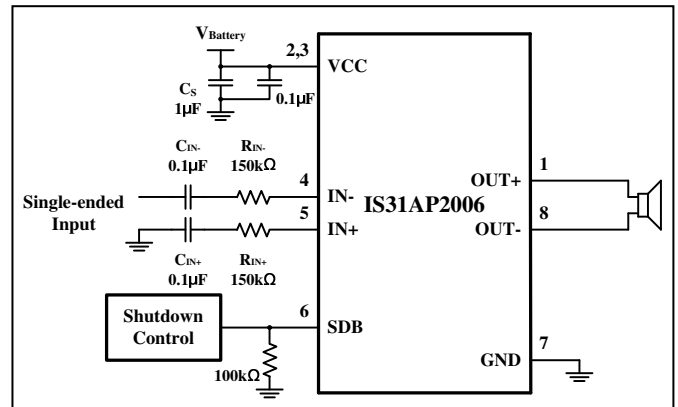 VBattery
2,3
VCC
CS
1μF
0.1μF
CIN-
0.1μF
RIN-
150kΩ
4
IN-
Single-ended
Input
5
IN+
CIN+
0.1μF
RIN+
150kΩ
IS31AP2006
1
OUT+
8
OUT-
Shutdown
Control
6
SDB
100kΩ
7
GND